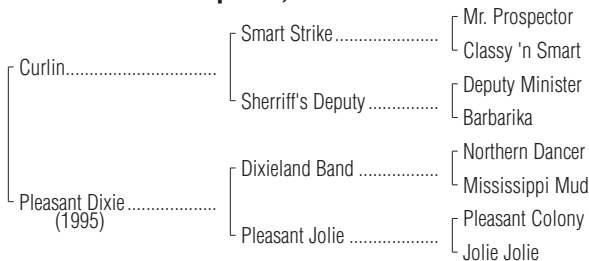 Mr. Prospector
Smart Strike....................
Classy 'n Smart
Curlin.............................
Deputy Minister
Sherriff's Deputy .............
Barbarika
Northern Dancer
Dixieland Band ...............
Mississippi Mud
Pleasant Dixie .................
(1995)
Pleasant Colony
Pleasant Jolie .................
Jolie Jolie